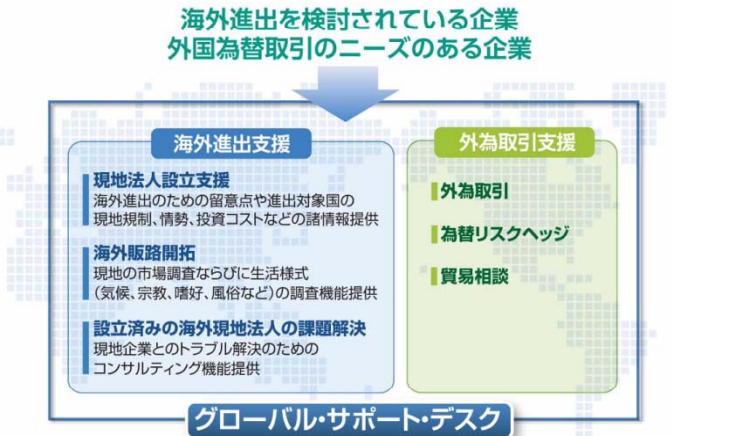 海外進出を検討されている企業
外国為替取引のニーズのある企業
海外進出支援
現地法人設立支援
海外進出のための留意点や進出対象国の
現地規制、情勢、投資コストなどの諸情報提供
海外販路開拓
現地の市場調査ならびに生活様式
（気候、宗教、嗜好、風俗など）の調査機能提供
設立済みの海外現地法人の課題解決
現地企業とのトラブル解決のための
コンサルティング機能提供
外為取引支援
外為取引
為替リスクヘッジ
貿易相談
グローバル・サポート・デスク